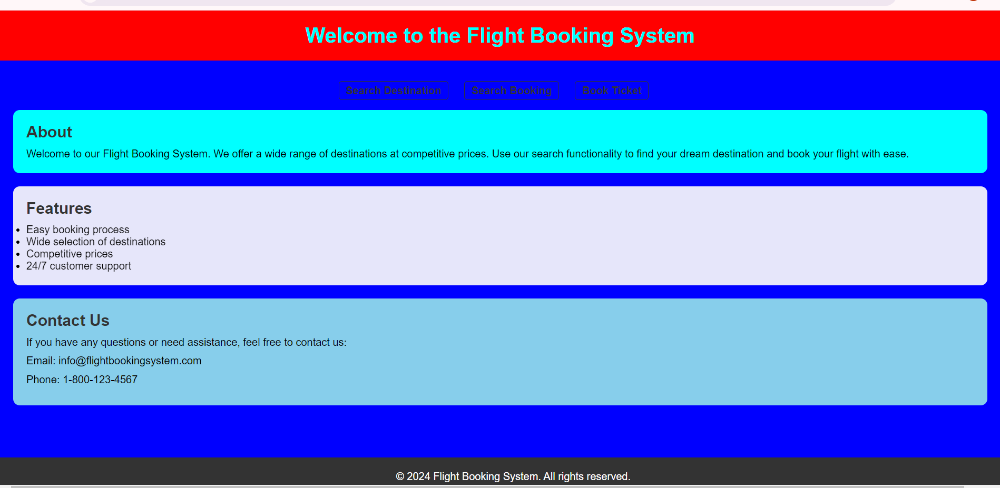 Welcome to the Flight Booking System
Search Destination Search Booking Book Ticket
About
Welcome to our Flight Booking System. We offer a wide range of destinations at competitive prices. Use our search functionality to find your dream destination and book your flight with ease.
Features
• Easy booking process
• Wide selection of destinations
• Competitive prices
• 24/7 customer support
Contact Us
If you have any questions or need assistance, feel free to contact us:
Email: info@flightbookingsystem.com
Phone: 1-800-123-4567
© 2024 Flight Booking System. All rights reserved.